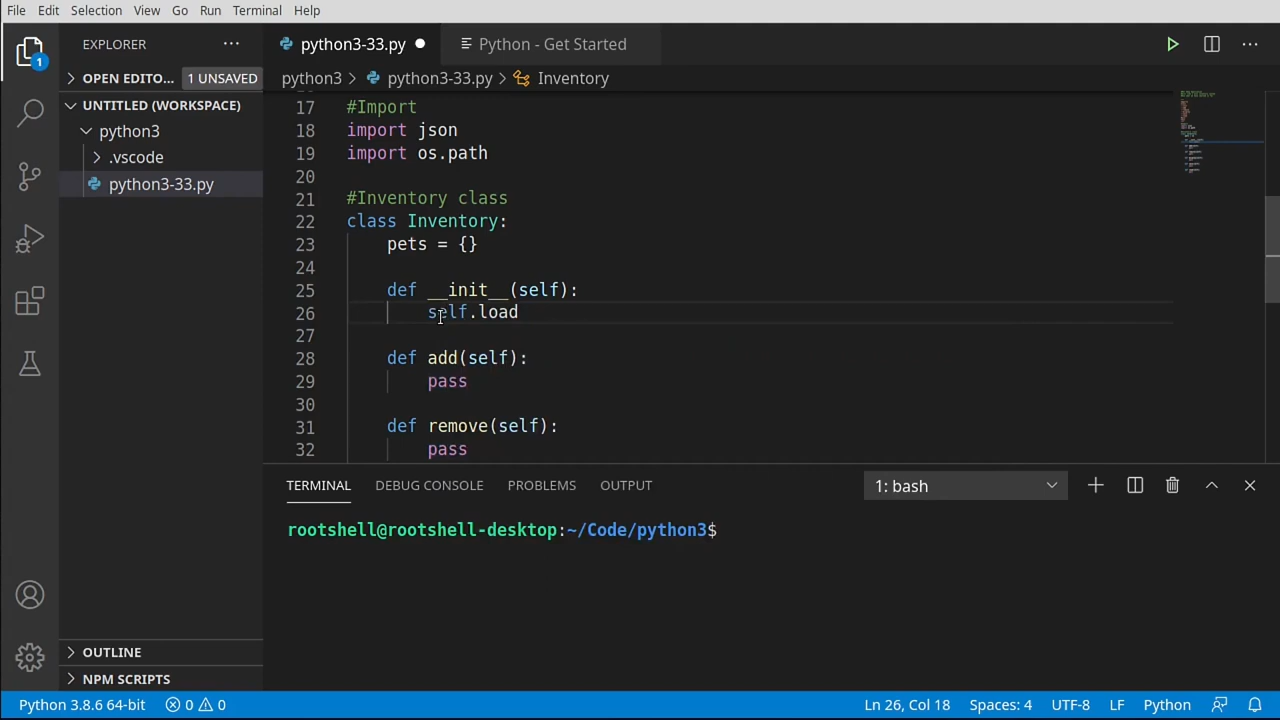 File Edit Selection View Go Run Terminal Help
EXPLORER ··· python3-33.py ● Python - Get Started ···
1
OPEN EDITO... 1 UNSAVED python3 > python3-33.py > Inventory
UNTITLED (WORKSPACE)
python3
.vscode
python3-33.py
17 #Import
18 import json
19 import os.path
20
21 #Inventory class
22 class Inventory:
23 pets = {}
24
25 def __init__(self):
26 self.load
27
28 def add(self):
29 pass
30
31 def remove(self):
32 pass
TERMINAL DEBUG CONSOLE PROBLEMS OUTPUT 1: bash
rootshell@rootshell-desktop:~/Code/python3$
OUTLINE
NPM SCRIPTS
Python 3.8.6 64-bit 0 0 Ln 26, Col 18 Spaces: 4 UTF-8 LF Python